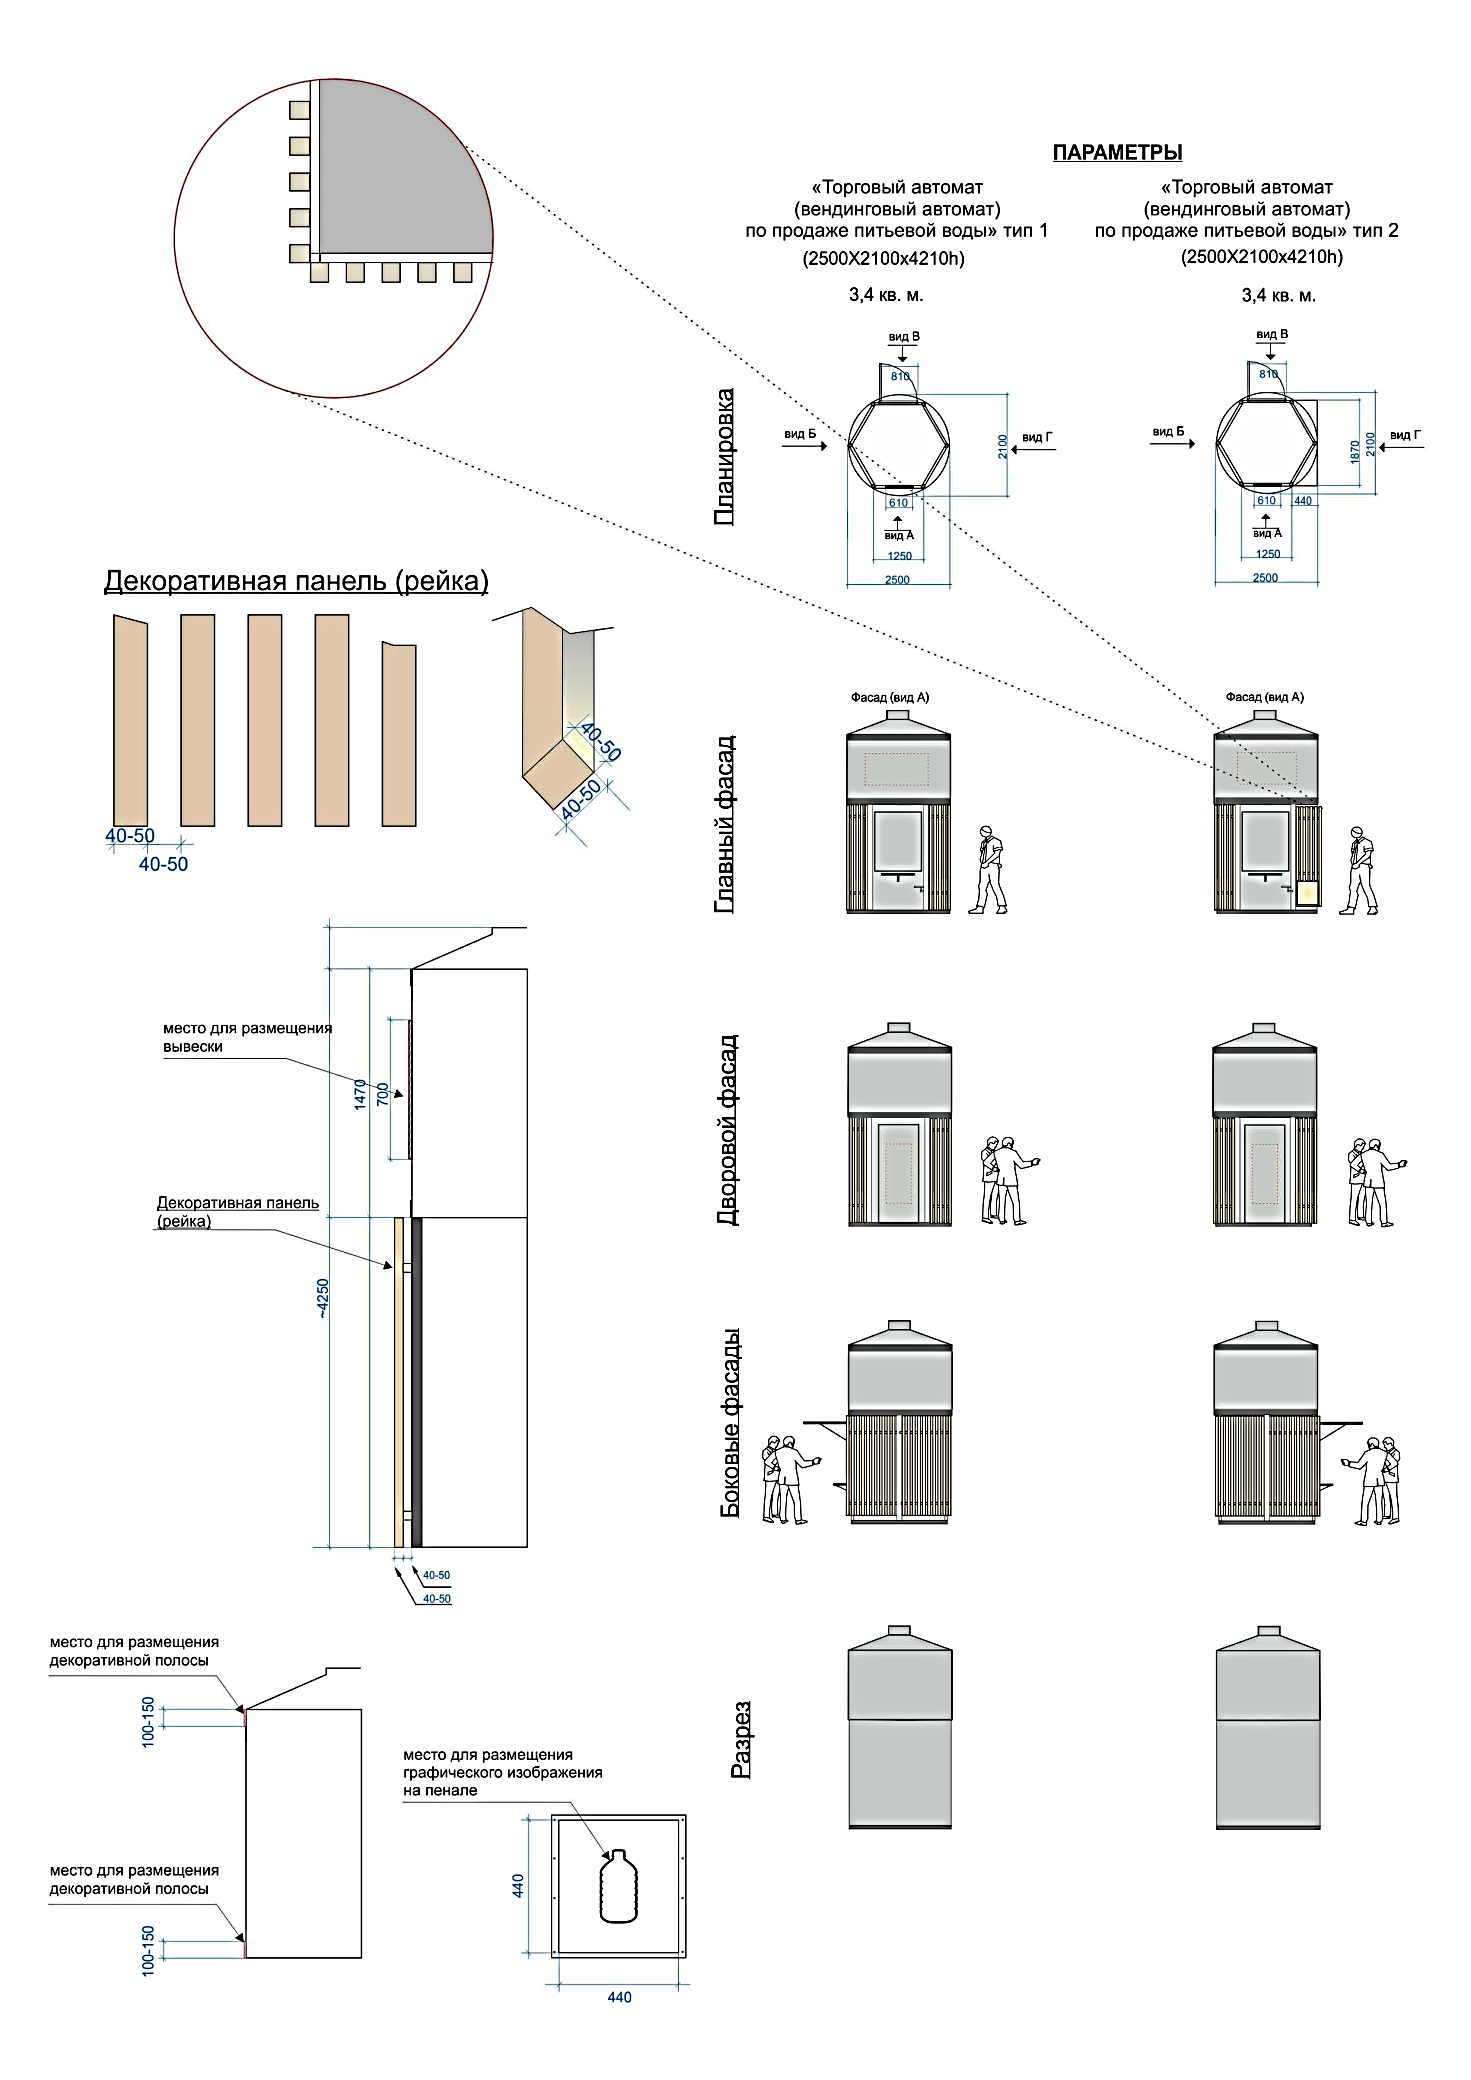 ПАРАМЕТРЫ
«Торговый автомат
(вендинговый автомат)
по продаже питьевой воды» тип 1
(2500Х2100х4210h)
3,4 кв. м.
«Торговый автомат
(вендинговый автомат)
по продаже питьевой воды» тип 2
(2500Х2100х4210h)
3,4 кв. м.
Планировка
вид В
810
вид Б
вид Г
2100
610
вид А
1250
2500
вид В
810
вид Б
вид Г
1870
2100
610
440
вид А
1250
2500
Декоративная панель (рейка)
40-50
40-50
40-50
40-50
Главный фасад
Фасад (вид А)
Фасад (вид А)
место для размещения
вывески
1470
700
Декоративная панель
(рейка)
~4250
40-50
40-50
Дворовой фасад
Боковые фасады
Разрез
место для размещения
декоративной полосы
100-150
место для размещения
декоративной полосы
100-150
место для размещения
графического изображения
на пенале
440
440